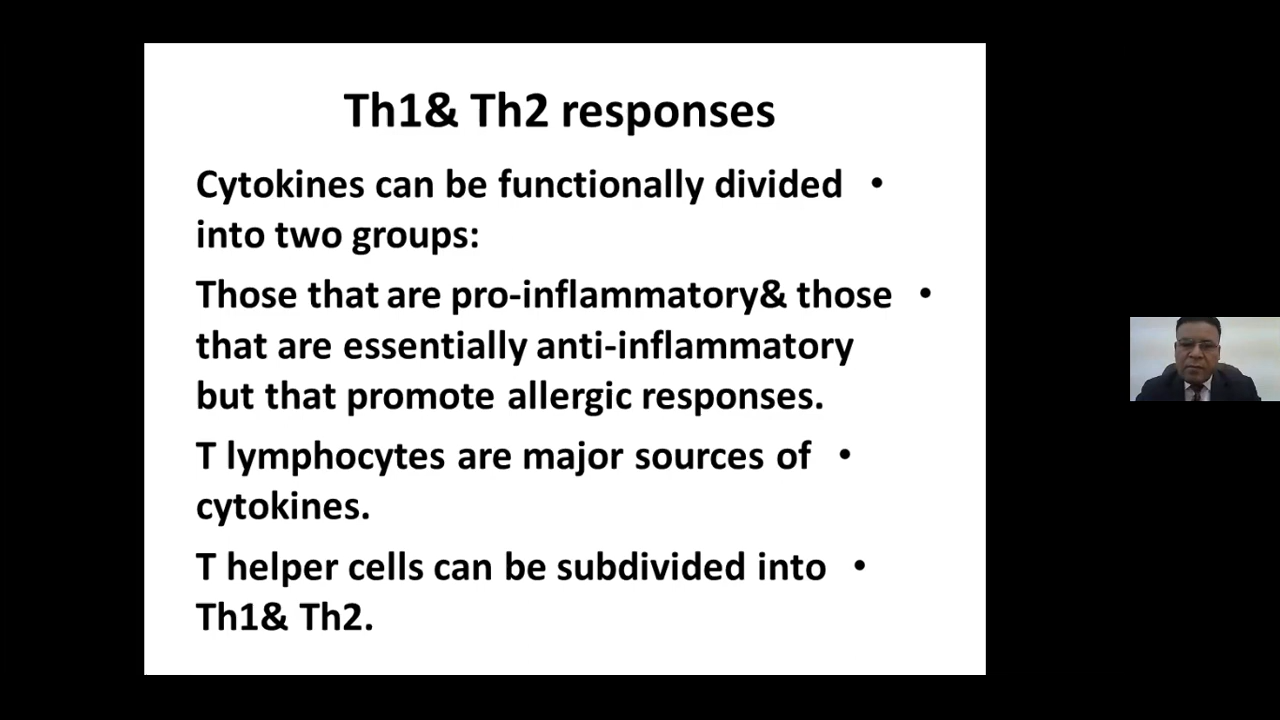 Th1& Th2 responses
Cytokines can be functionally divided •
into two groups:
Those that are pro-inflammatory& those •
that are essentially anti-inflammatory
but that promote allergic responses.
T lymphocytes are major sources of •
cytokines.
T helper cells can be subdivided into •
Th1& Th2.